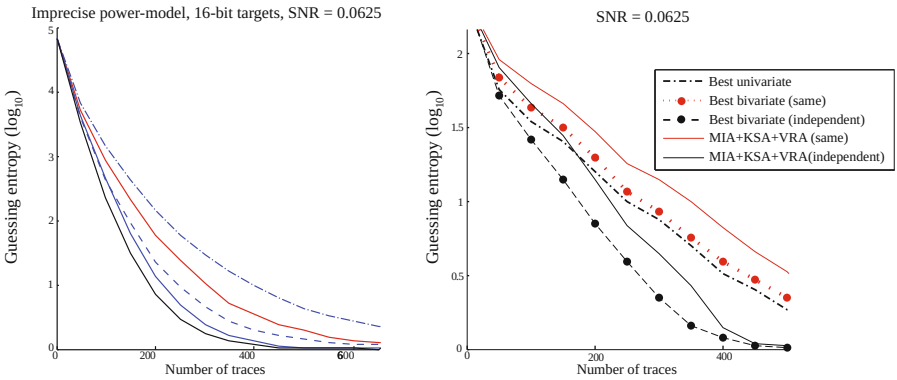 Imprecise power-model, 16-bit targets, SNR = 0.0625
5
4
3
2
1
0
0
200
400
600
Guessing entropy (log10)
Number of traces
SNR = 0.0625
2
1.5
1
0.5
0
0
200
400
Guessing entropy (log10)
Number of traces
Best univariate
Best bivariate (same)
Best bivariate (independent)
MIA+KSA+VRA (same)
MIA+KSA+VRA(independent)